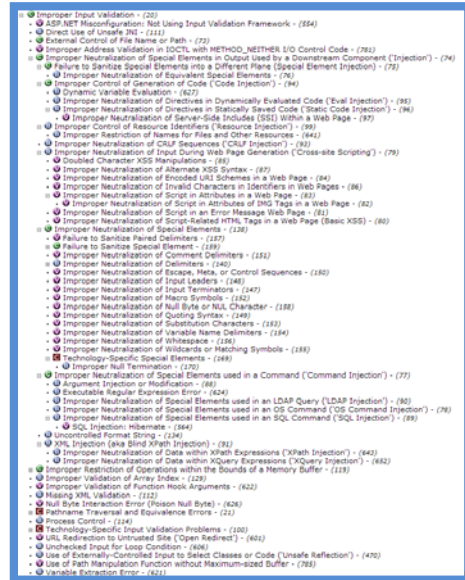 Improper Input Validation - (20)
ASP.NET Misconfiguration: Not Using Input Validation Framework - (554)
Direct Use of Unsafe JNI - (111)
External Control of File Name or Path - (73)
Improper Address Validation in IOCTL with METHOD_NEITHER I/O Control Code - (781)
Improper Neutralization of Special Elements in Output Used by a Downstream Component ('Injection') - (74)
Failure to Sanitize Special Elements into a Different Plane (Special Element Injection) - (75)
Improper Neutralization of Equivalent Special Elements - (76)
Improper Control of Generation of Code ('Code Injection') - (94)
Dynamic Variable Evaluation - (627)
Improper Neutralization of Directives in Dynamically Evaluated Code ('Eval Injection') - (95)
Improper Neutralization of Directives in Statically Saved Code ('Static Code Injection') - (96)
Improper Neutralization of Server-Side Includes (SSI) Within a Web Page - (97)
Improper Control of Resource Identifiers ('Resource Injection') - (99)
Improper Restriction of Names for Files and Other Resources - (641)
Improper Neutralization of CRLF Sequences ('CRLF Injection') - (93)
Improper Neutralization of Input During Web Page Generation ('Cross-site Scripting') - (79)
Doubled Character XSS Manipulations - (85)
Improper Neutralization of Alternate XSS Syntax - (87)
Improper Neutralization of Encoded URI Schemes in a Web Page - (84)
Improper Neutralization of Invalid Characters in Identifiers in Web Pages - (86)
Improper Neutralization of Script in Attributes in a Web Page - (83)
Improper Neutralization of Script in Attributes of IMG Tags in a Web Page - (82)
Improper Neutralization of Script in an Error Message Web Page - (81)
Improper Neutralization of Script-Related HTML Tags in a Web Page (Basic XSS) - (80)
Improper Neutralization of Special Elements - (138)
Failure to Sanitize Paired Delimiters - (157)
Failure to Sanitize Special Element - (159)
Improper Neutralization of Comment Delimiters - (151)
Improper Neutralization of Delimiters - (140)
Improper Neutralization of Escape, Meta, or Control Sequences - (150)
Improper Neutralization of Input Leaders - (148)
Improper Neutralization of Input Terminators - (147)
Improper Neutralization of Macro Symbols - (152)
Improper Neutralization of Null Byte or NUL Character - (158)
Improper Neutralization of Quoting Syntax - (149)
Improper Neutralization of Substitution Characters - (153)
Improper Neutralization of Variable Name Delimiters - (154)
Improper Neutralization of Whitespace - (156)
Improper Neutralization of Wildcards or Matching Symbols - (155)
Technology-Specific Special Elements - (169)
Improper Null Termination - (170)
Improper Neutralization of Special Elements used in a Command ('Command Injection') - (77)
Argument Injection or Modification - (88)
Executable Regular Expression Error - (624)
Improper Neutralization of Special Elements used in an LDAP Query ('LDAP Injection') - (90)
Improper Neutralization of Special Elements used in an OS Command ('OS Command Injection') - (78)
Improper Neutralization of Special Elements used in an SQL Command ('SQL Injection') - (89)
SQL Injection: Hibernate - (564)
Uncontrolled Format String - (134)
XML Injection (aka Blind XPath Injection) - (91)
Improper Neutralization of Data within XPath Expressions ('XPath Injection') - (643)
Improper Neutralization of Data within XQuery Expressions ('XQuery Injection') - (652)
Improper Restriction of Operations within the Bounds of a Memory Buffer - (119)
Improper Validation of Array Index - (129)
Improper Validation of Function Hook Arguments - (622)
Missing XML Validation - (112)
Null Byte Interaction Error (Poison Null Byte) - (626)
Pathname Traversal and Equivalence Errors - (21)
Process Control - (114)
Technology-Specific Input Validation Problems - (100)
URL Redirection to Untrusted Site ('Open Redirect') - (601)
Unchecked Input for Loop Condition - (606)
Use of Externally-Controlled Input to Select Classes or Code ('Unsafe Reflection') - (470)
Use of Path Manipulation Function without Maximum-sized Buffer - (785)
Variable Extraction Error - (621)